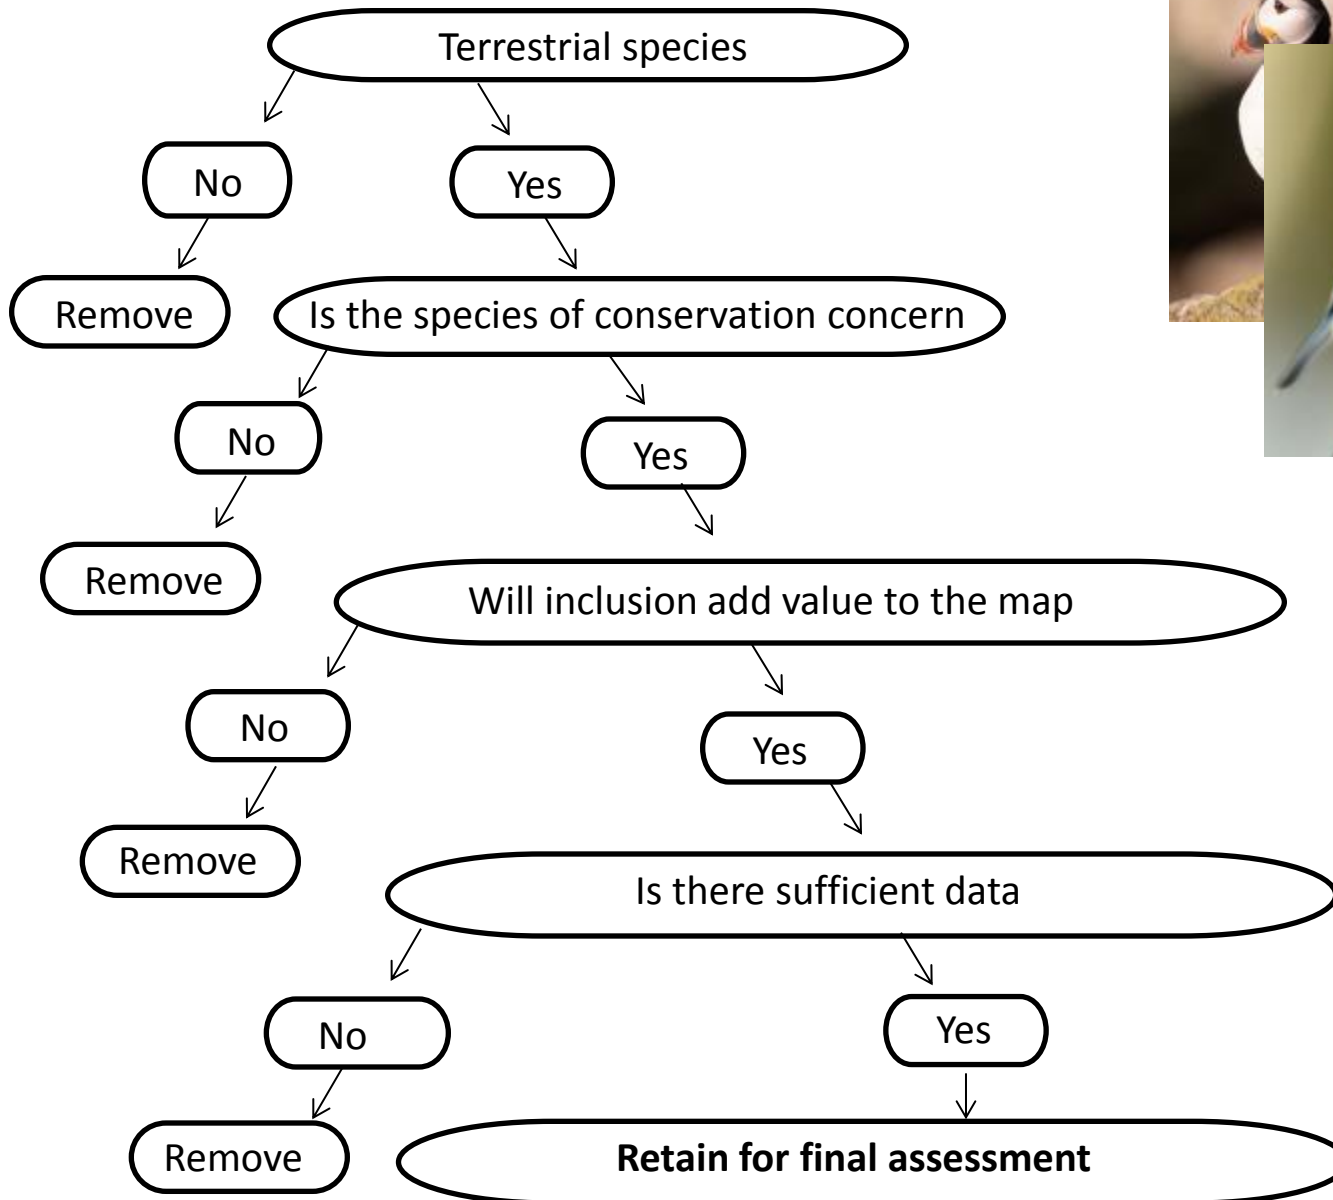 Terrestrial species
No
Yes
Remove
Is the species of conservation concern
No
Yes
Remove
Will inclusion add value to the map
No
Yes
Remove
Is there sufficient data
No
Yes
Remove
Retain for final assessment